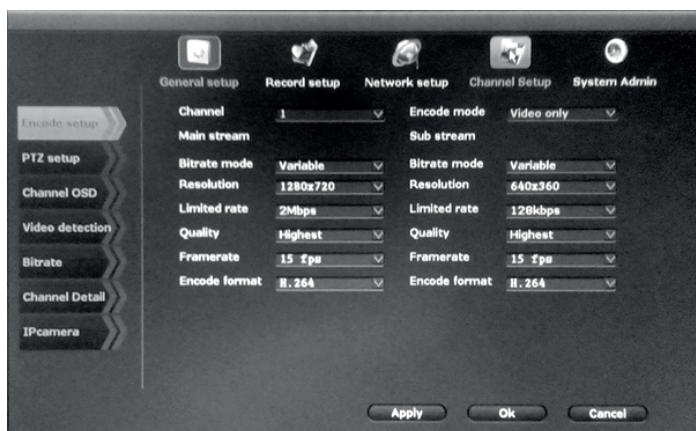 General setup Record setup Network setup Channel Setup System Admin
Encode setup
PTZ setup
Channel OSD
Video detection
Bitrate
Channel Detail
IPcamera
Channel 1 Encode mode Video only
Main stream Sub stream
Bitrate mode Variable Bitrate mode Variable
Resolution 1280x720 Resolution 640x360
Limited rate 2Mbps Limited rate 128kbps
Quality Highest Quality Highest
Framerate 15 fps Framerate 15 fps
Encode format H.264 Encode format H.264
Apply Ok Cancel